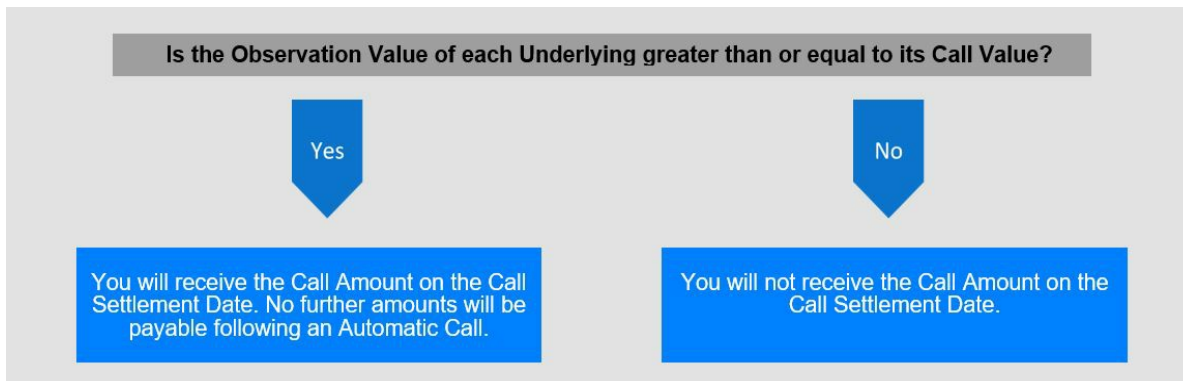 Is the Observation Value of each Underlying greater than or equal to its Call Value?
Yes
No
You will receive the Call Amount on the Call
Settlement Date. No further amounts will be
payable following an Automatic Call.
You will not receive the Call Amount on the
Call Settlement Date.